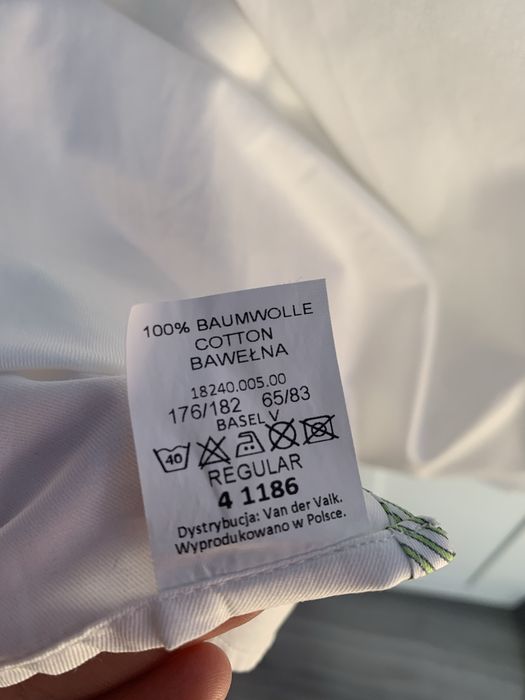 100% BAUMWOLLE
COTTON
BAWEŁNA
18240.005.00
176/182 65/83
BASEL V
40
REGULAR
4 1186
Dystrybucja: Van der Valk.
Wyprodukowano w Polsce.